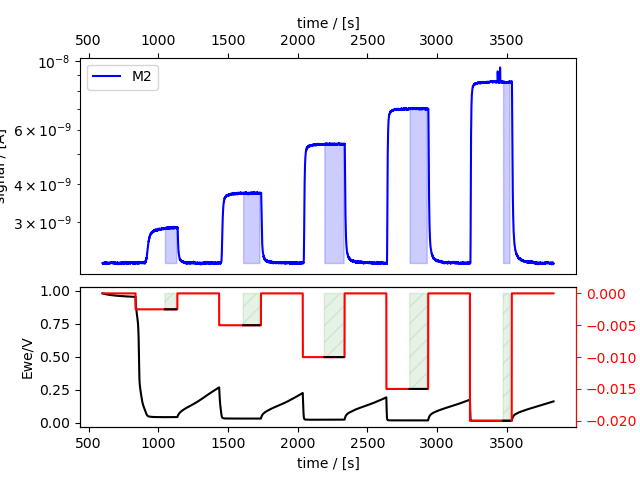 time / [s]
500 1000 1500 2000 2500 3000 3500
10⁻⁸
M2
6 × 10⁻⁹
4 × 10⁻⁹
3 × 10⁻⁹
signal / [A]
1.00 0.000
0.75 −0.005
0.50 −0.010
0.25 −0.015
0.00 −0.020
Ewe/V
500 1000 1500 2000 2500 3000 3500
time / [s]